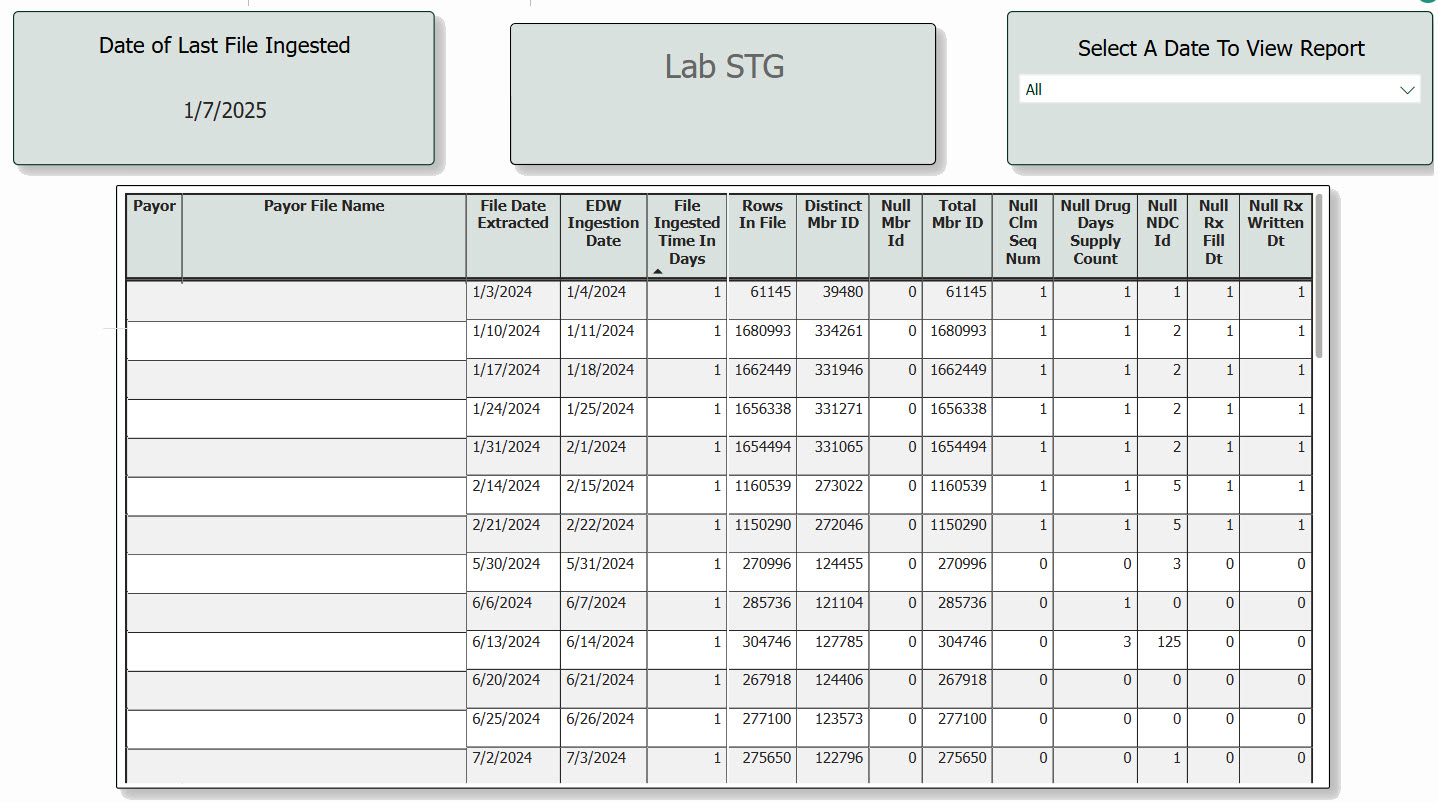 Date of Last File Ingested
1/7/2025
Lab STG
Select A Date To View Report
All
Payor Payor File Name File Date Extracted EDW Ingestion Date File Ingested Time In Days Rows In File Distinct Mbr ID Null Mbr Id Total Mbr ID Null Clm Seq Num Null Drug Days Supply Count Null NDC Id Null Rx Fill Dt Null Rx Written Dt
1/3/2024 1/4/2024 1 61145 39480 0 61145 1 1 1 1 1
1/10/2024 1/11/2024 1 1680993 334261 0 1680993 1 1 2 1 1
1/17/2024 1/18/2024 1 1662449 331946 0 1662449 1 1 2 1 1
1/24/2024 1/25/2024 1 1656338 331271 0 1656338 1 1 2 1 1
1/31/2024 2/1/2024 1 1654494 331065 0 1654494 1 1 2 1 1
2/14/2024 2/15/2024 1 1160539 273022 0 1160539 1 1 5 1 1
2/21/2024 2/22/2024 1 1150290 272046 0 1150290 1 1 5 1 1
5/30/2024 5/31/2024 1 270996 124455 0 270996 0 0 3 0 0
6/6/2024 6/7/2024 1 285736 121104 0 285736 0 1 0 0 0
6/13/2024 6/14/2024 1 304746 127785 0 304746 0 3 125 0 0
6/20/2024 6/21/2024 1 267918 124406 0 267918 0 0 0 0 0
6/25/2024 6/26/2024 1 277100 123573 0 277100 0 0 0 0 0
7/2/2024 7/3/2024 1 275650 122796 0 275650 0 0 1 0 0